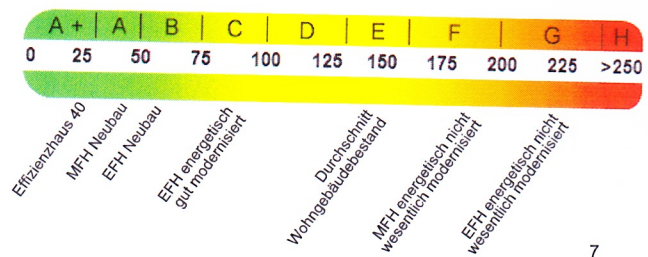 A + | A | B | C | D | E | F | G | H
0 25 50 75 100 125 150 175 200 225 >250
Effizienzhaus 40
MFH Neubau
EFH Neubau
EFH energetisch
gut modernisiert
Durchschnitt
Wohngebäudebestand
MFH energetisch nicht
wesentlich modernisiert
EFH energetisch nicht
wesentlich modernisiert
7